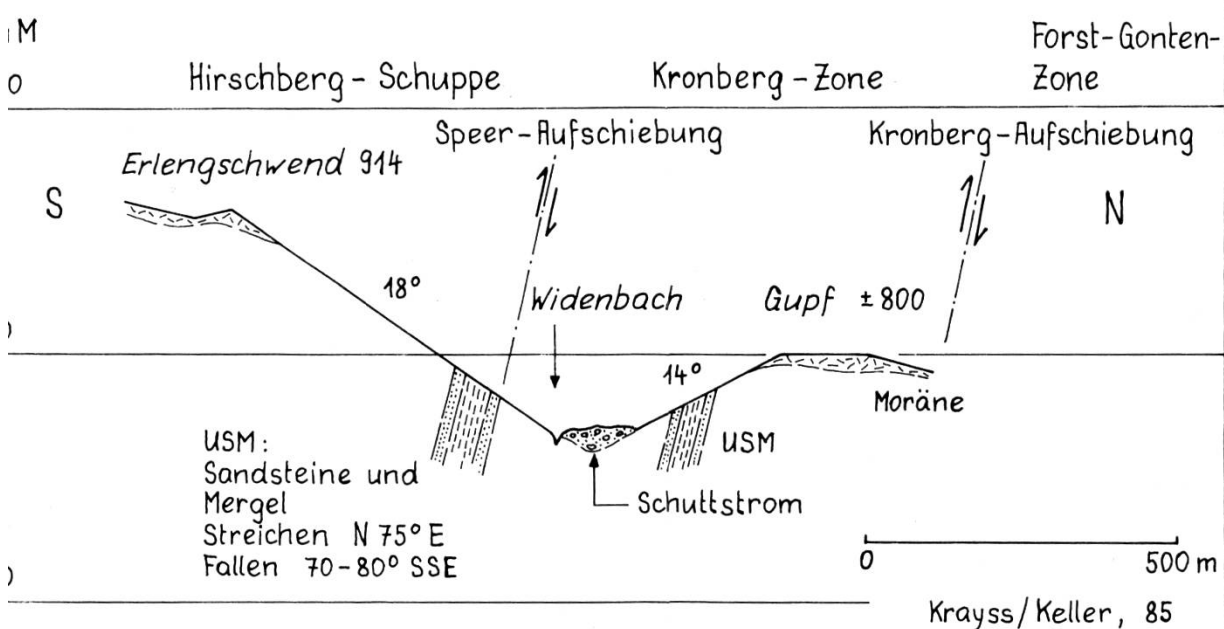 M
0
Hirschberg - Schuppe
Kronberg - Zone
Forst-Gonten-
Zone
Speer-Aufschiebung
Kronberg-Aufschiebung
Erlengschwend 914
S
N
18°
Widenbach
Gupf ±800
14°
Moräne
USM:
Sandsteine und
Mergel
Streichen N 75° E
Fallen 70-80° SSE
USM
Schuttstrom
0
500 m
Krayss/Keller, 85